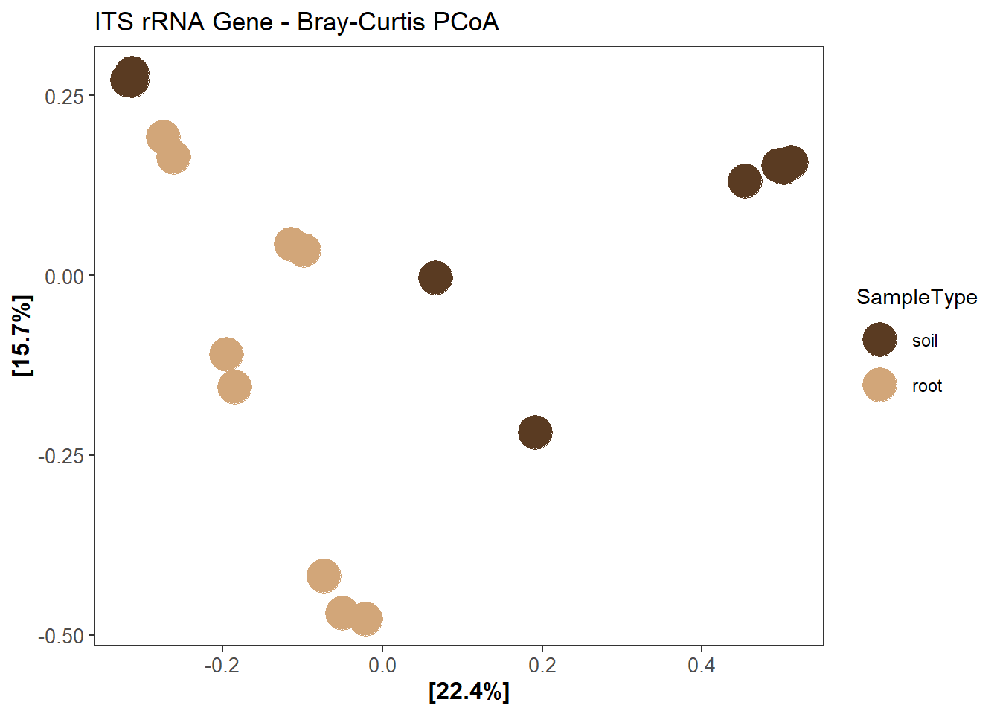 ITS rRNA Gene - Bray-Curtis PCoA
0.25
0.00
-0.25
-0.50
[15.7%]
-0.2
0.0
0.2
0.4
[22.4%]
SampleType
soil
root